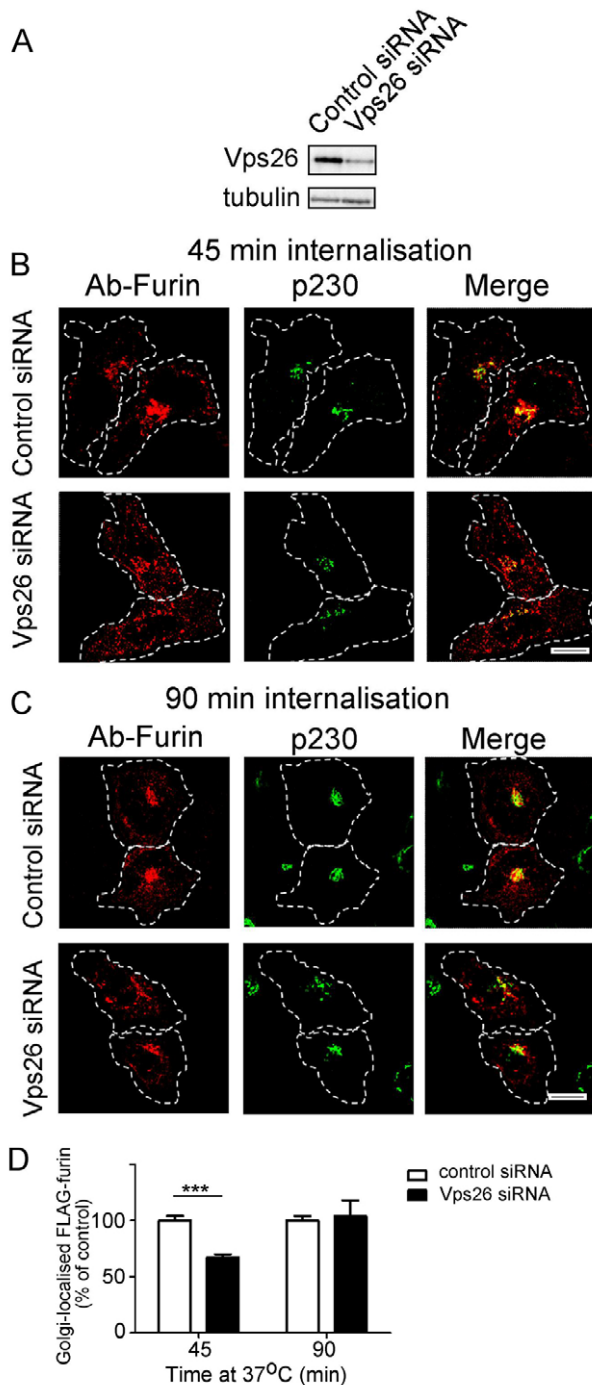 A
Control siRNA
Vps26 siRNA
Vps26
tubulin
B
45 min internalisation
Ab-Furin p230 Merge
Control siRNA
Vps26 siRNA
C
90 min internalisation
Ab-Furin p230 Merge
Control siRNA
Vps26 siRNA
D
Golgi-localised FLAG-furin
(% of control)
100
50
0
***
45 90
Time at 37°C (min)
control siRNA
Vps26 siRNA